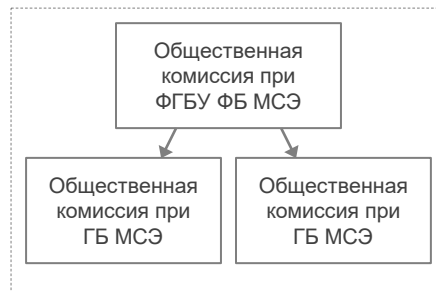 Общественная
комиссия при
ФГБУ ФБ МСЭ
Общественная
комиссия при
ГБ МСЭ
Общественная
комиссия при
ГБ МСЭ